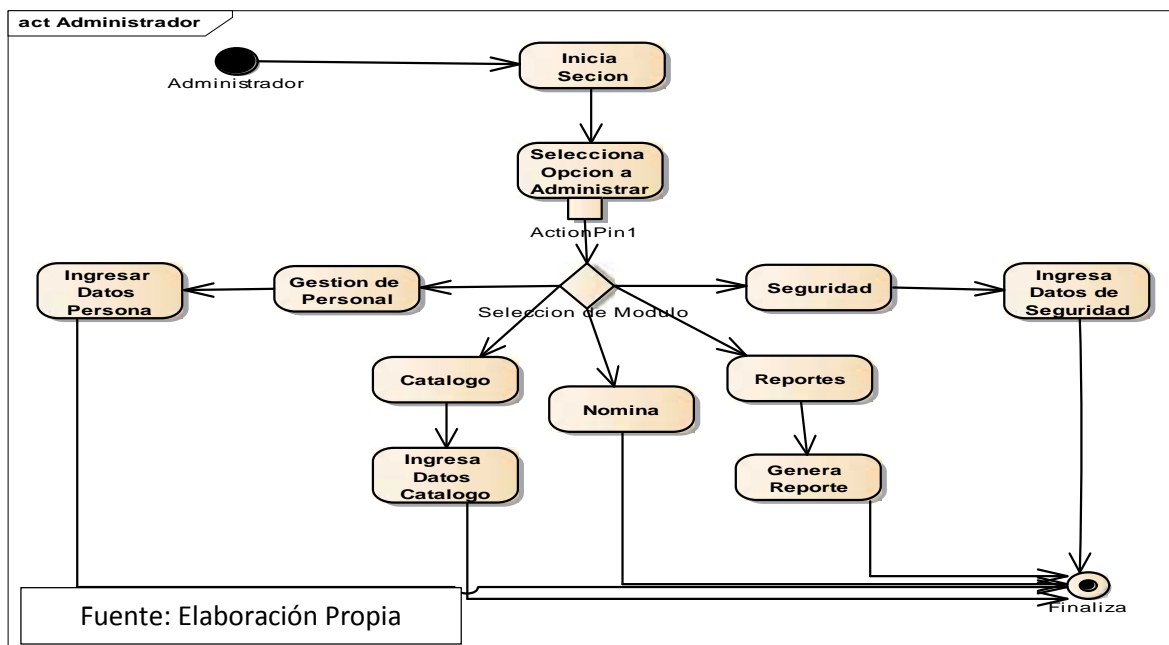 act Administrador
Administrador
Inicia
Secion
Selecciona
Opcion a
Administrar
ActionPin1
Ingresar
Datos
Persona
Gestion de
Personal
Seleccion de Modulo
Seguridad
Ingresa
Datos de
Seguridad
Catalogo
Nomina
Reportes
Ingresa
Datos
Catalogo
Genera
Reporte
Finaliza
Fuente: Elaboración Propia